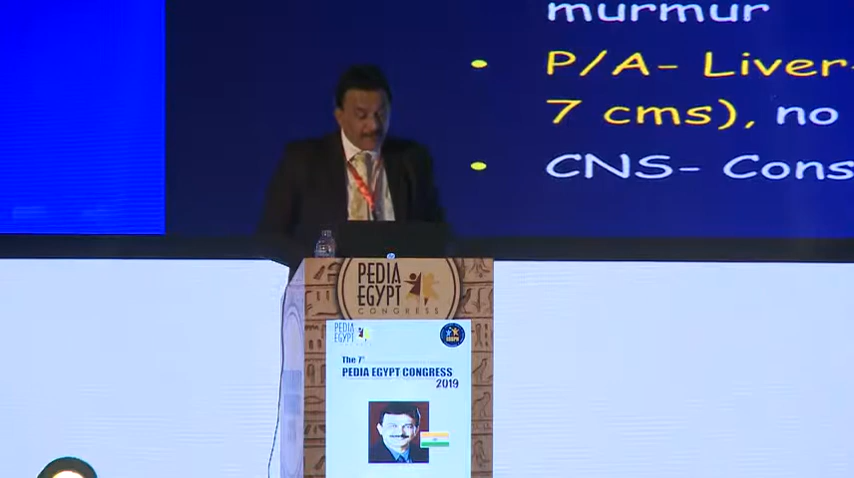 murmur
• P/A- Liver-
7 cms), no
• CNS- Cons
PEDIA
EGYPT
CONGRESS
PEDIA
EGYPT
The 7
PEDIA EGYPT CONGRESS
2019